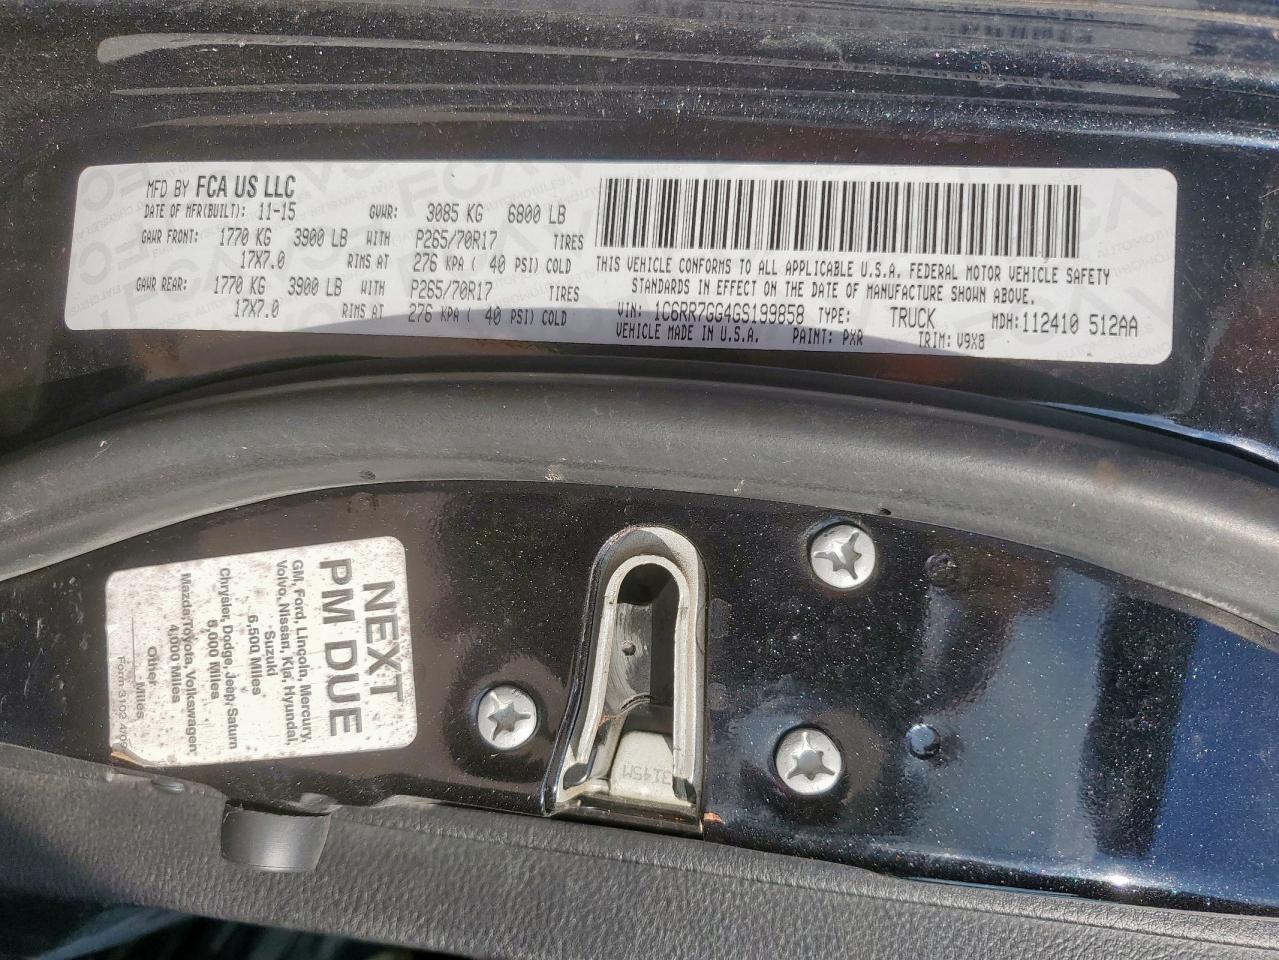 MFD BY FCA US LLC
DATE OF MFR(BUILT): 11-15 GVWR: 3085 KG 6800 LB
GAWR FRONT: 1770 KG 3900 LB WITH P265/70R17 TIRES
17X7.0 RIMS AT 276 KPA ( 40 PSI) COLD
GAWR REAR: 1770 KG 3900 LB WITH P265/70R17 TIRES
17X7.0 RIMS AT 276 KPA ( 40 PSI) COLD
THIS VEHICLE CONFORMS TO ALL APPLICABLE U.S.A. FEDERAL MOTOR VEHICLE SAFETY
STANDARDS IN EFFECT ON THE DATE OF MANUFACTURE SHOWN ABOVE.
VIN: 1C6RR7GG4GS199858 TYPE: TRUCK MDH:112410 512AA
VEHICLE MADE IN U.S.A. PAINT: PXR TRIM: V9X8
NEXT
PM DUE
GM, Ford, Lincoln, Mercury,
Volvo, Nissan, Kia, Hyundai,
Suzuki
6,500 Miles
Chrysler, Dodge, Jeep, Saturn
5,000 Miles
Mazda, Toyota, Volkswagen
4,000 Miles
Other
Miles
Form 3102
3145M